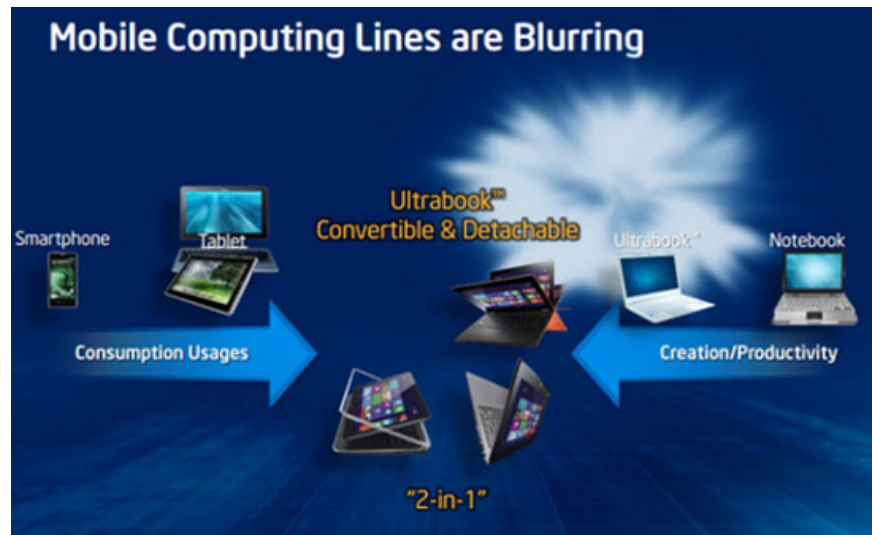 Mobile Computing Lines are Blurring
Ultrabook™
Convertible & Detachable
Smartphone
Tablet
Ultrabook™
Notebook
Consumption Usages
Creation/Productivity
"2-in-1"